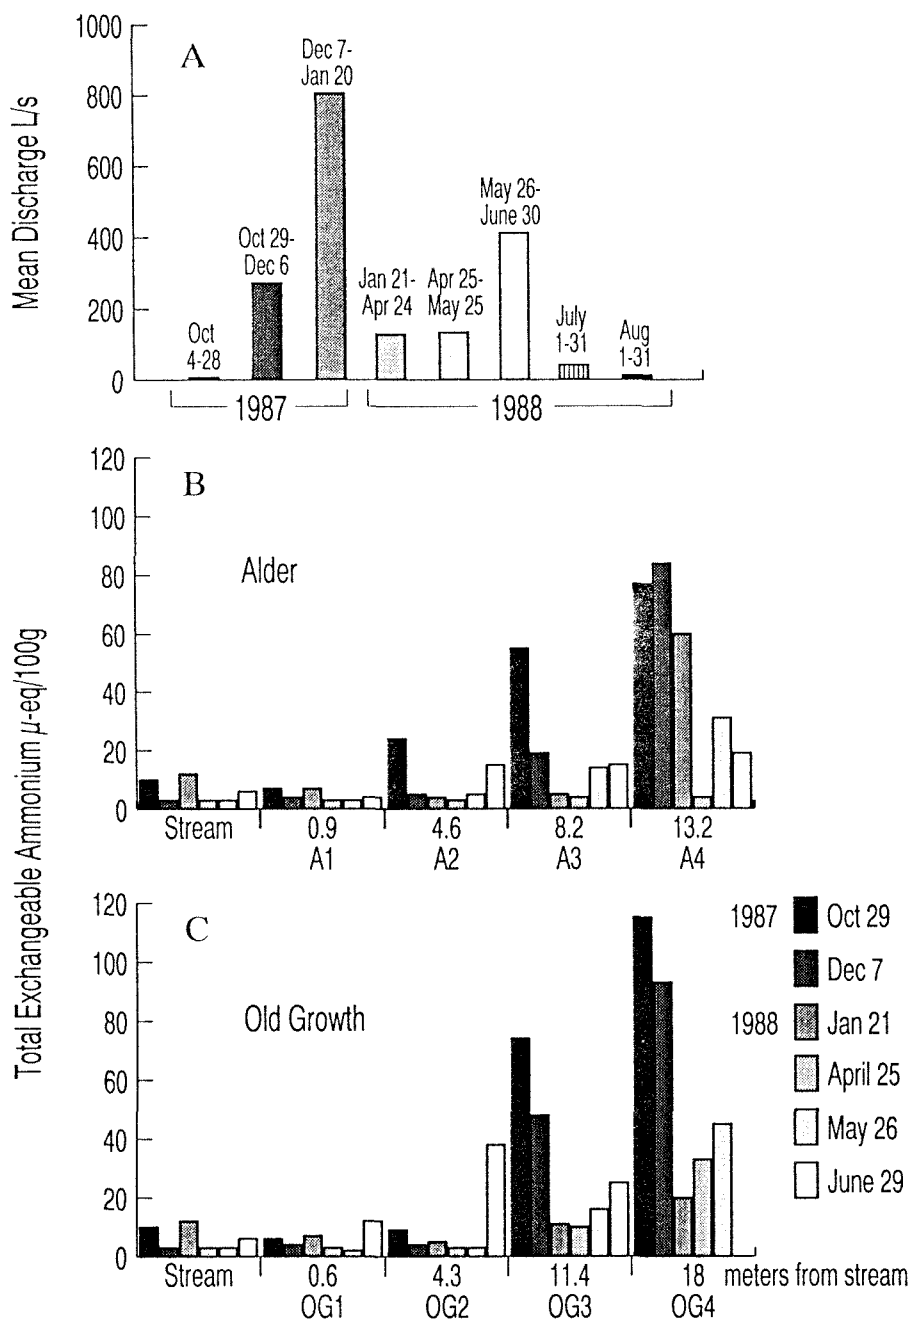 Mean Discharge L/s
1000
800
600
400
200
0
A
Oct
4-28
Oct 29-
Dec 6
Dec 7-
Jan 20
Jan 21-
Apr 24
Apr 25-
May 25
May 26-
June 30
July
1-31
Aug
1-31
1987
1988
Total Exchangeable Ammonium μ-eq/100g
120
100
80
60
40
20
0
B
Alder
Stream 0.9 4.6 8.2 13.2
A1 A2 A3 A4
120
100
80
60
40
20
0
C
Old Growth
1987 Oct 29
Dec 7
1988 Jan 21
April 25
May 26
June 29
Stream 0.6 4.3 11.4 18 meters from stream
OG1 OG2 OG3 OG4